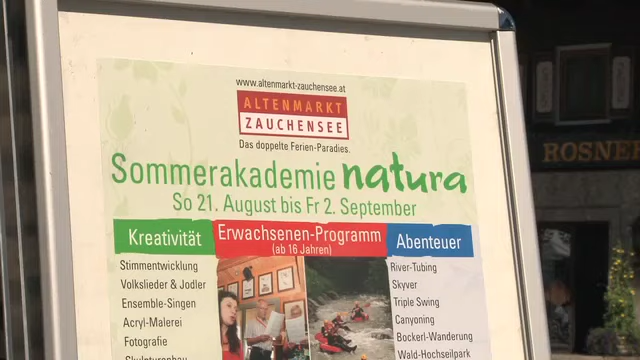 www.altenmarkt-zauchensee.at
ALTENMARKT
ZAUCHENSEE
Das doppelte Ferien-Paradies.
Sommerakademie natura
So 21. August bis Fr 2. September
Kreativität
Erwachsenen-Programm
(ab 16 Jahren)
Abenteuer
Stimmentwicklung
Volkslieder & Jodler
Ensemble-Singen
Acryl-Malerei
Fotografie
Skulpturenbau
River-Tubing
Skyver
Triple Swing
Canyoning
Bockerl-Wanderung
Wald-Hochseilpark